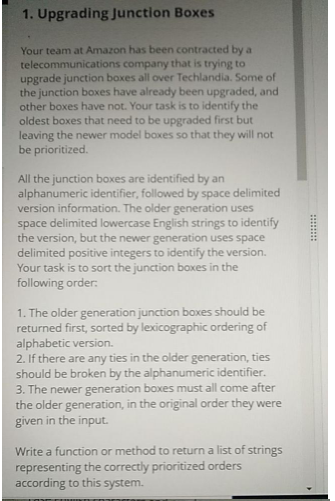 1. Upgrading Junction Boxes
Your team at Amazon has been contracted by a
telecommunications company that is trying to
upgrade junction boxes all over Techlandia. Some of
the junction boxes have already been upgraded, and
other boxes have not. Your task is to identify the
oldest boxes that need to be upgraded first but
leaving the newer model boxes so that they will not
be prioritized.
All the junction boxes are identified by an
alphanumeric identifier, followed by space delimited
version information. The older generation uses
space delimited lowercase English strings to identify
the version, but the newer generation uses space
delimited positive integers to identify the version.
Your task is to sort the junction boxes in the
following order:
1. The older generation junction boxes should be
returned first, sorted by lexicographic ordering of
alphabetic version.
2. If there are any ties in the older generation, ties
should be broken by the alphanumeric identifier.
3. The newer generation boxes must all come after
the older generation, in the original order they were
given in the input.
Write a function or method to return a list of strings
representing the correctly prioritized orders
according to this system.